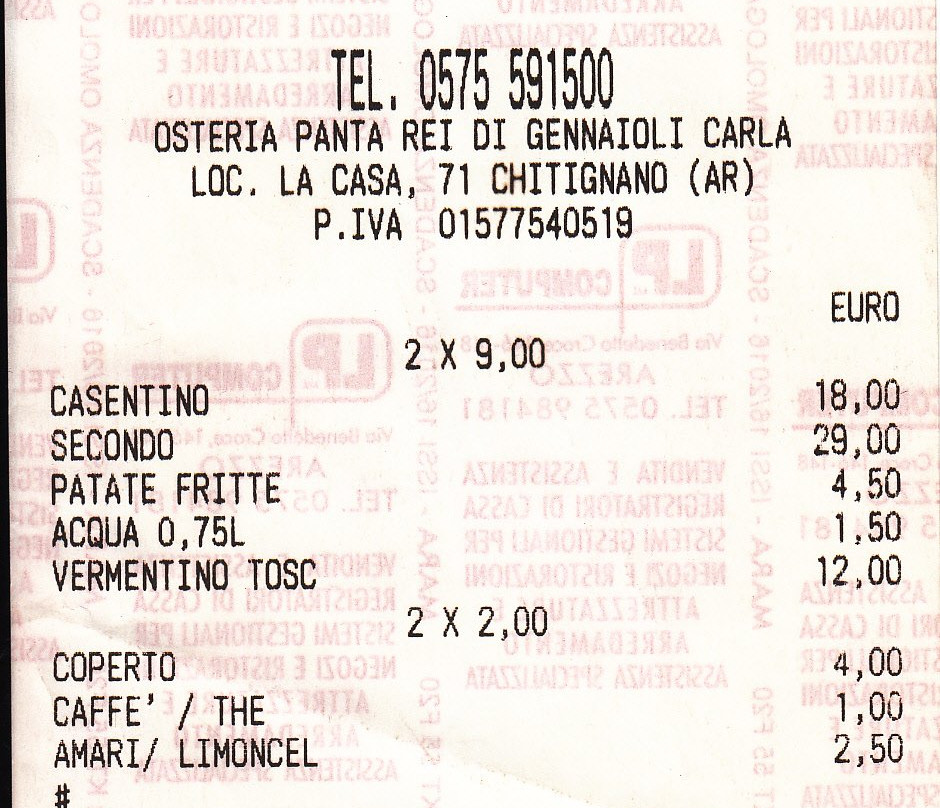 TEL. 0575 591500
OSTERIA PANTA REI DI GENNAIOLI CARLA
LOC. LA CASA, 71 CHITIGNANO (AR)
P.IVA 01577540519
EURO
2 X 9,00
CASENTINO 18,00
SECONDO 29,00
PATATE FRITTE 4,50
ACQUA 0,75L 1,50
VERMENTINO TOSC 12,00
2 X 2,00
COPERTO 4,00
CAFFE' / THE 1,00
AMARI/ LIMONCEL 2,50
#